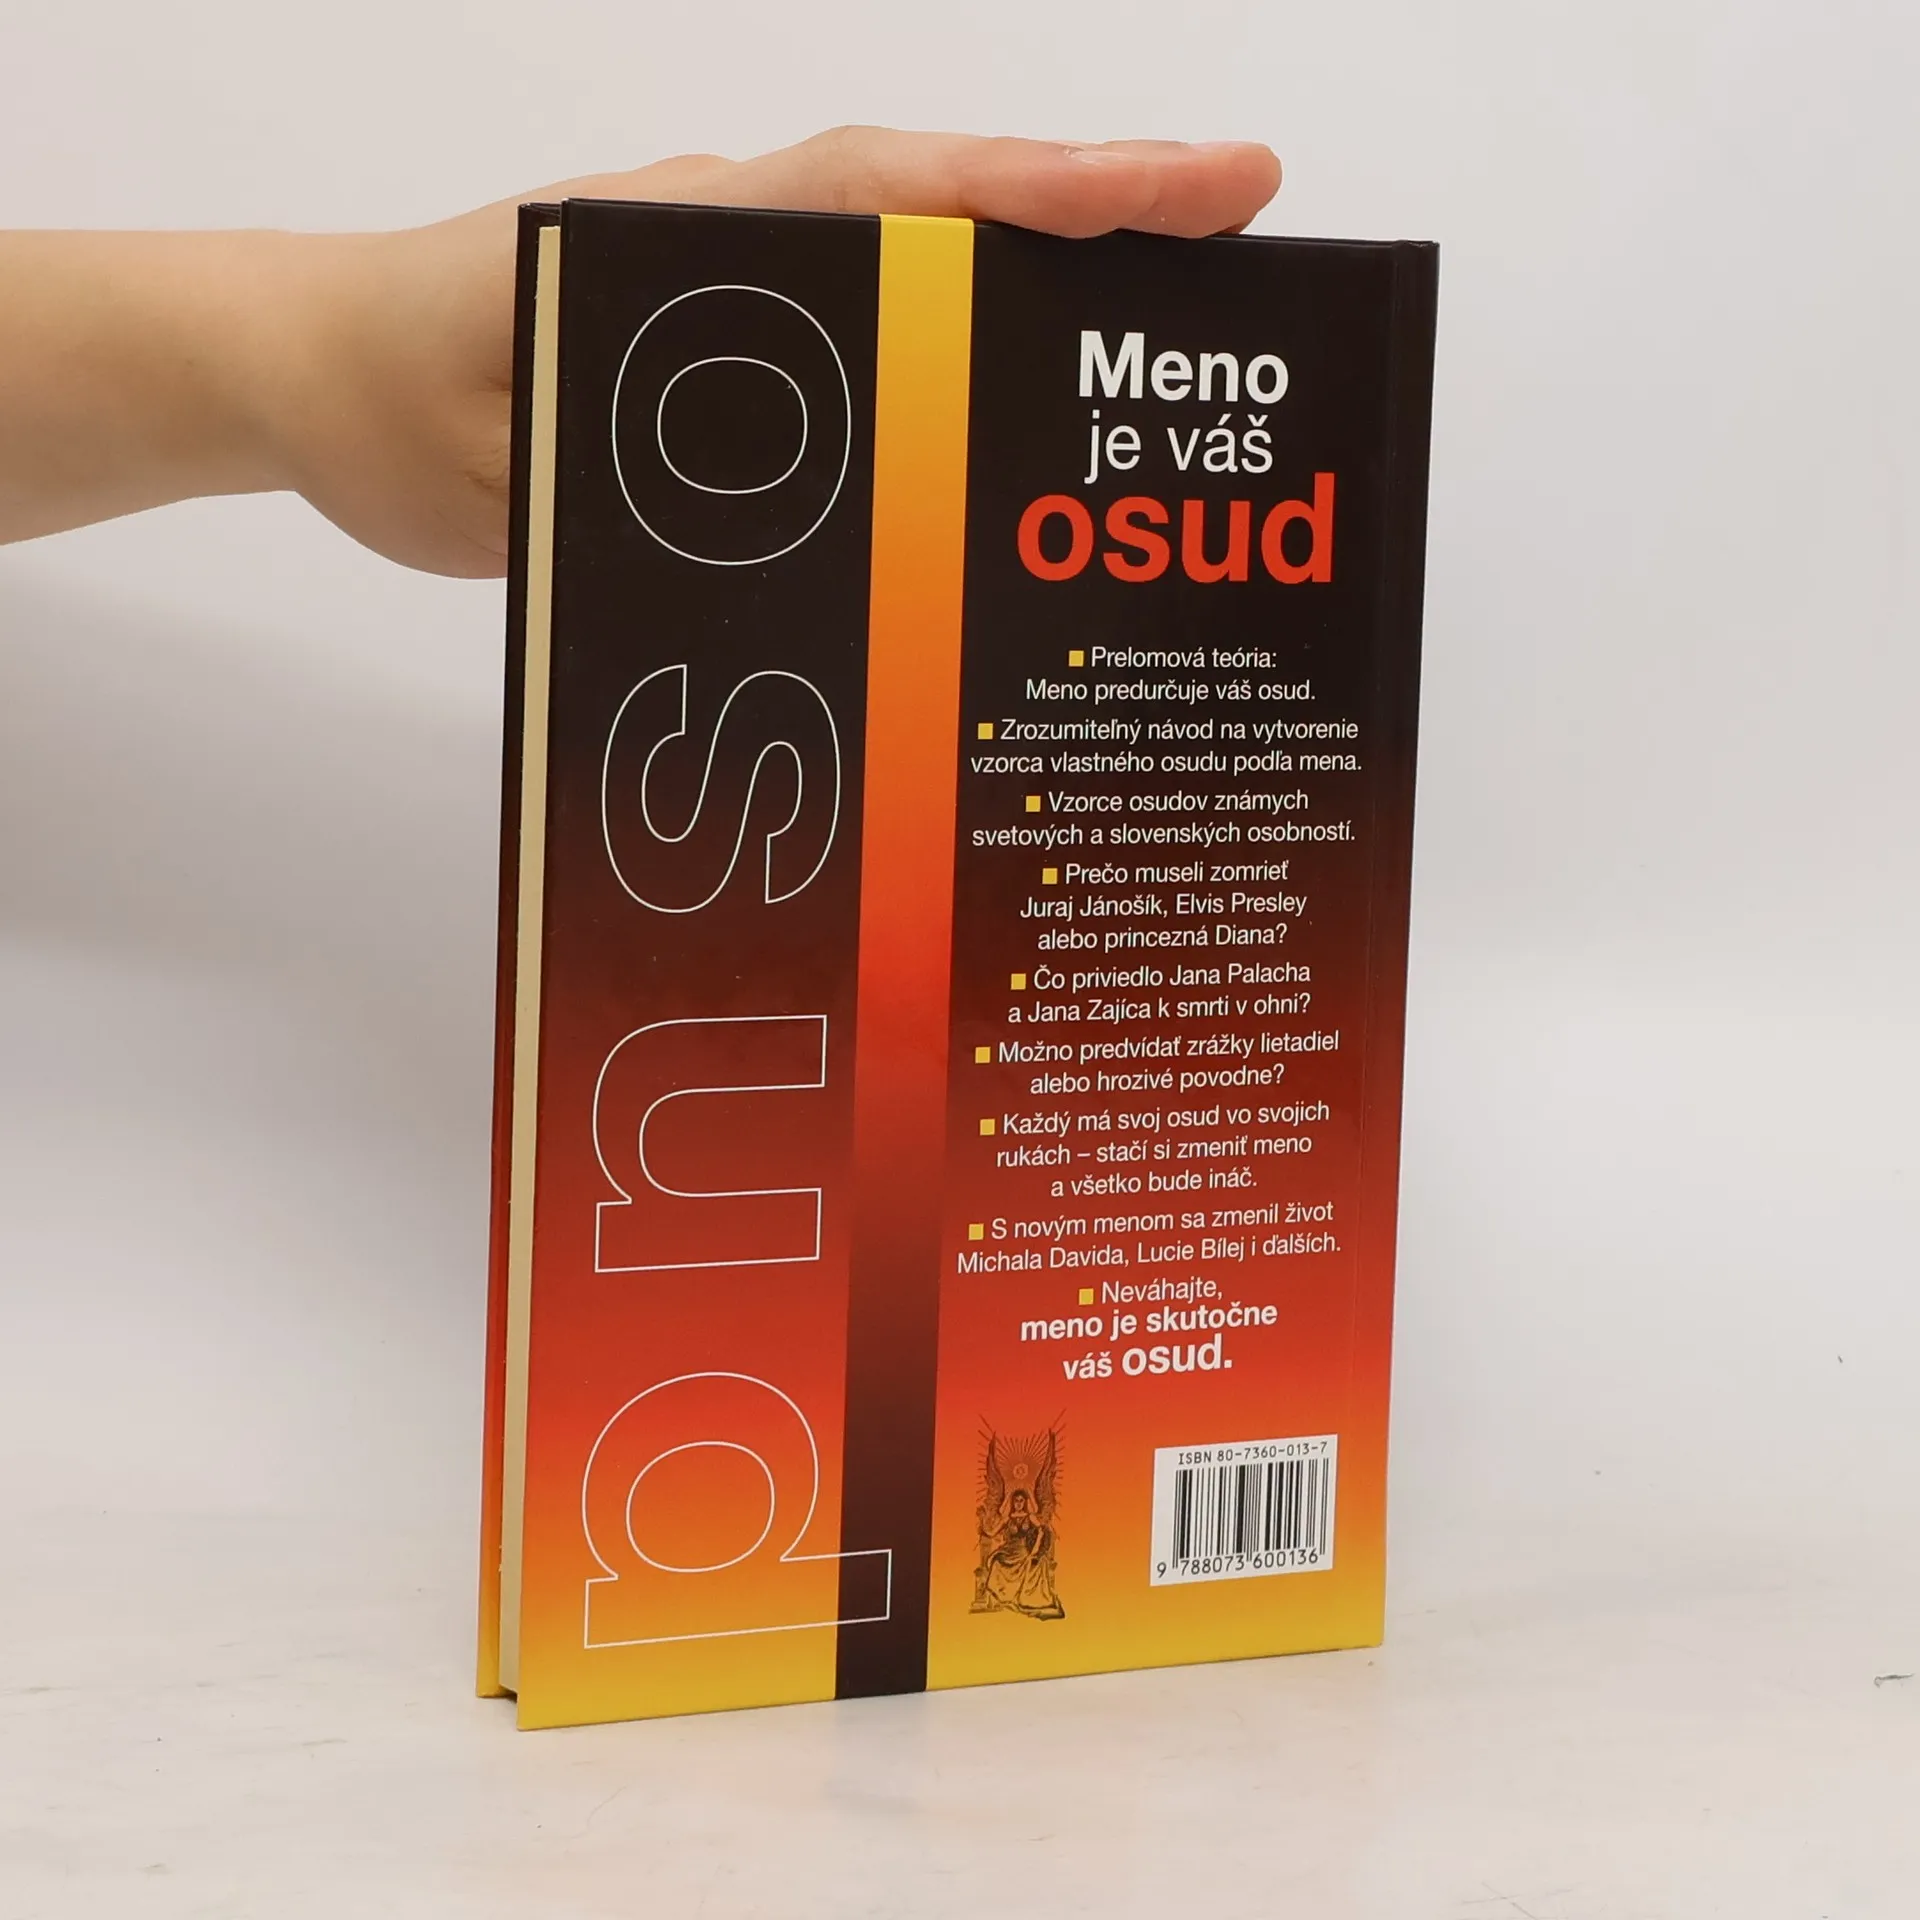 osud
Meno
je váš
osud
Prelomová teória:
Meno predurčuje váš osud.
Zrozumiteľný návod na vytvorenie
vzorca vlastného osudu podľa mena.
Vzorce osudov známych
svetových a slovenských osobností.
Prečo museli zomrieť
Juraj Jánošík, Elvis Presley
alebo princezná Diana?
Čo priviedlo Jana Palacha
a Jana Zajíca k smrti v ohni?
Možno predvídať zrážky lietadiel
alebo hrozivé povodne?
Každý má svoj osud vo svojich
rukách – stačí si zmeniť meno
a všetko bude ináč.
S novým menom sa zmenil život
Michala Davida, Lucie Bílej i ďalších.
Neváhajte,
meno je skutočne
váš osud.
ISBN 80-7360-013-7
9 788073 600136